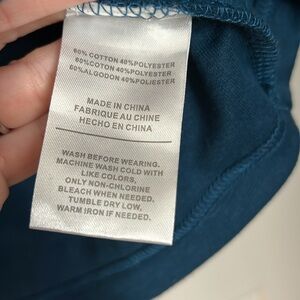 60% COTTON 40%POLYESTER
60%COTON 40%POLYESTER
60%ALGODON 40%POLIESTER
MADE IN CHINA
FABRIQUE AU CHINE
HECHO EN CHINA
WASH BEFORE WEARING.
MACHINE WASH COLD WITH
LIKE COLORS,
ONLY NON-CHLORINE
BLEACH WHEN NEEDED.
TUMBLE DRY LOW,
WARM IRON IF NEEDED.